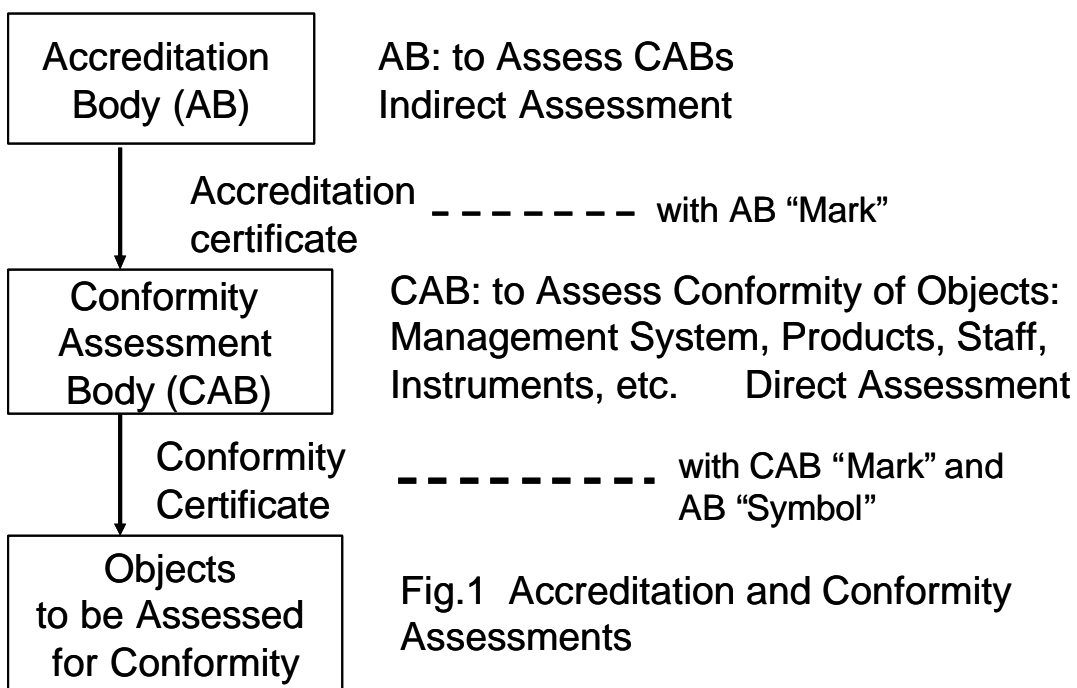 Accreditation
Body (AB)
AB: to Assess CABs
Indirect Assessment
Accreditation
certificate
with AB “Mark”
Conformity
Assessment
Body (CAB)
CAB: to Assess Conformity of Objects:
Management System, Products, Staff,
Instruments, etc. Direct Assessment
Conformity
Certificate
with CAB “Mark” and
AB “Symbol”
Objects
to be Assessed
for Conformity
Fig.1 Accreditation and Conformity
Assessments